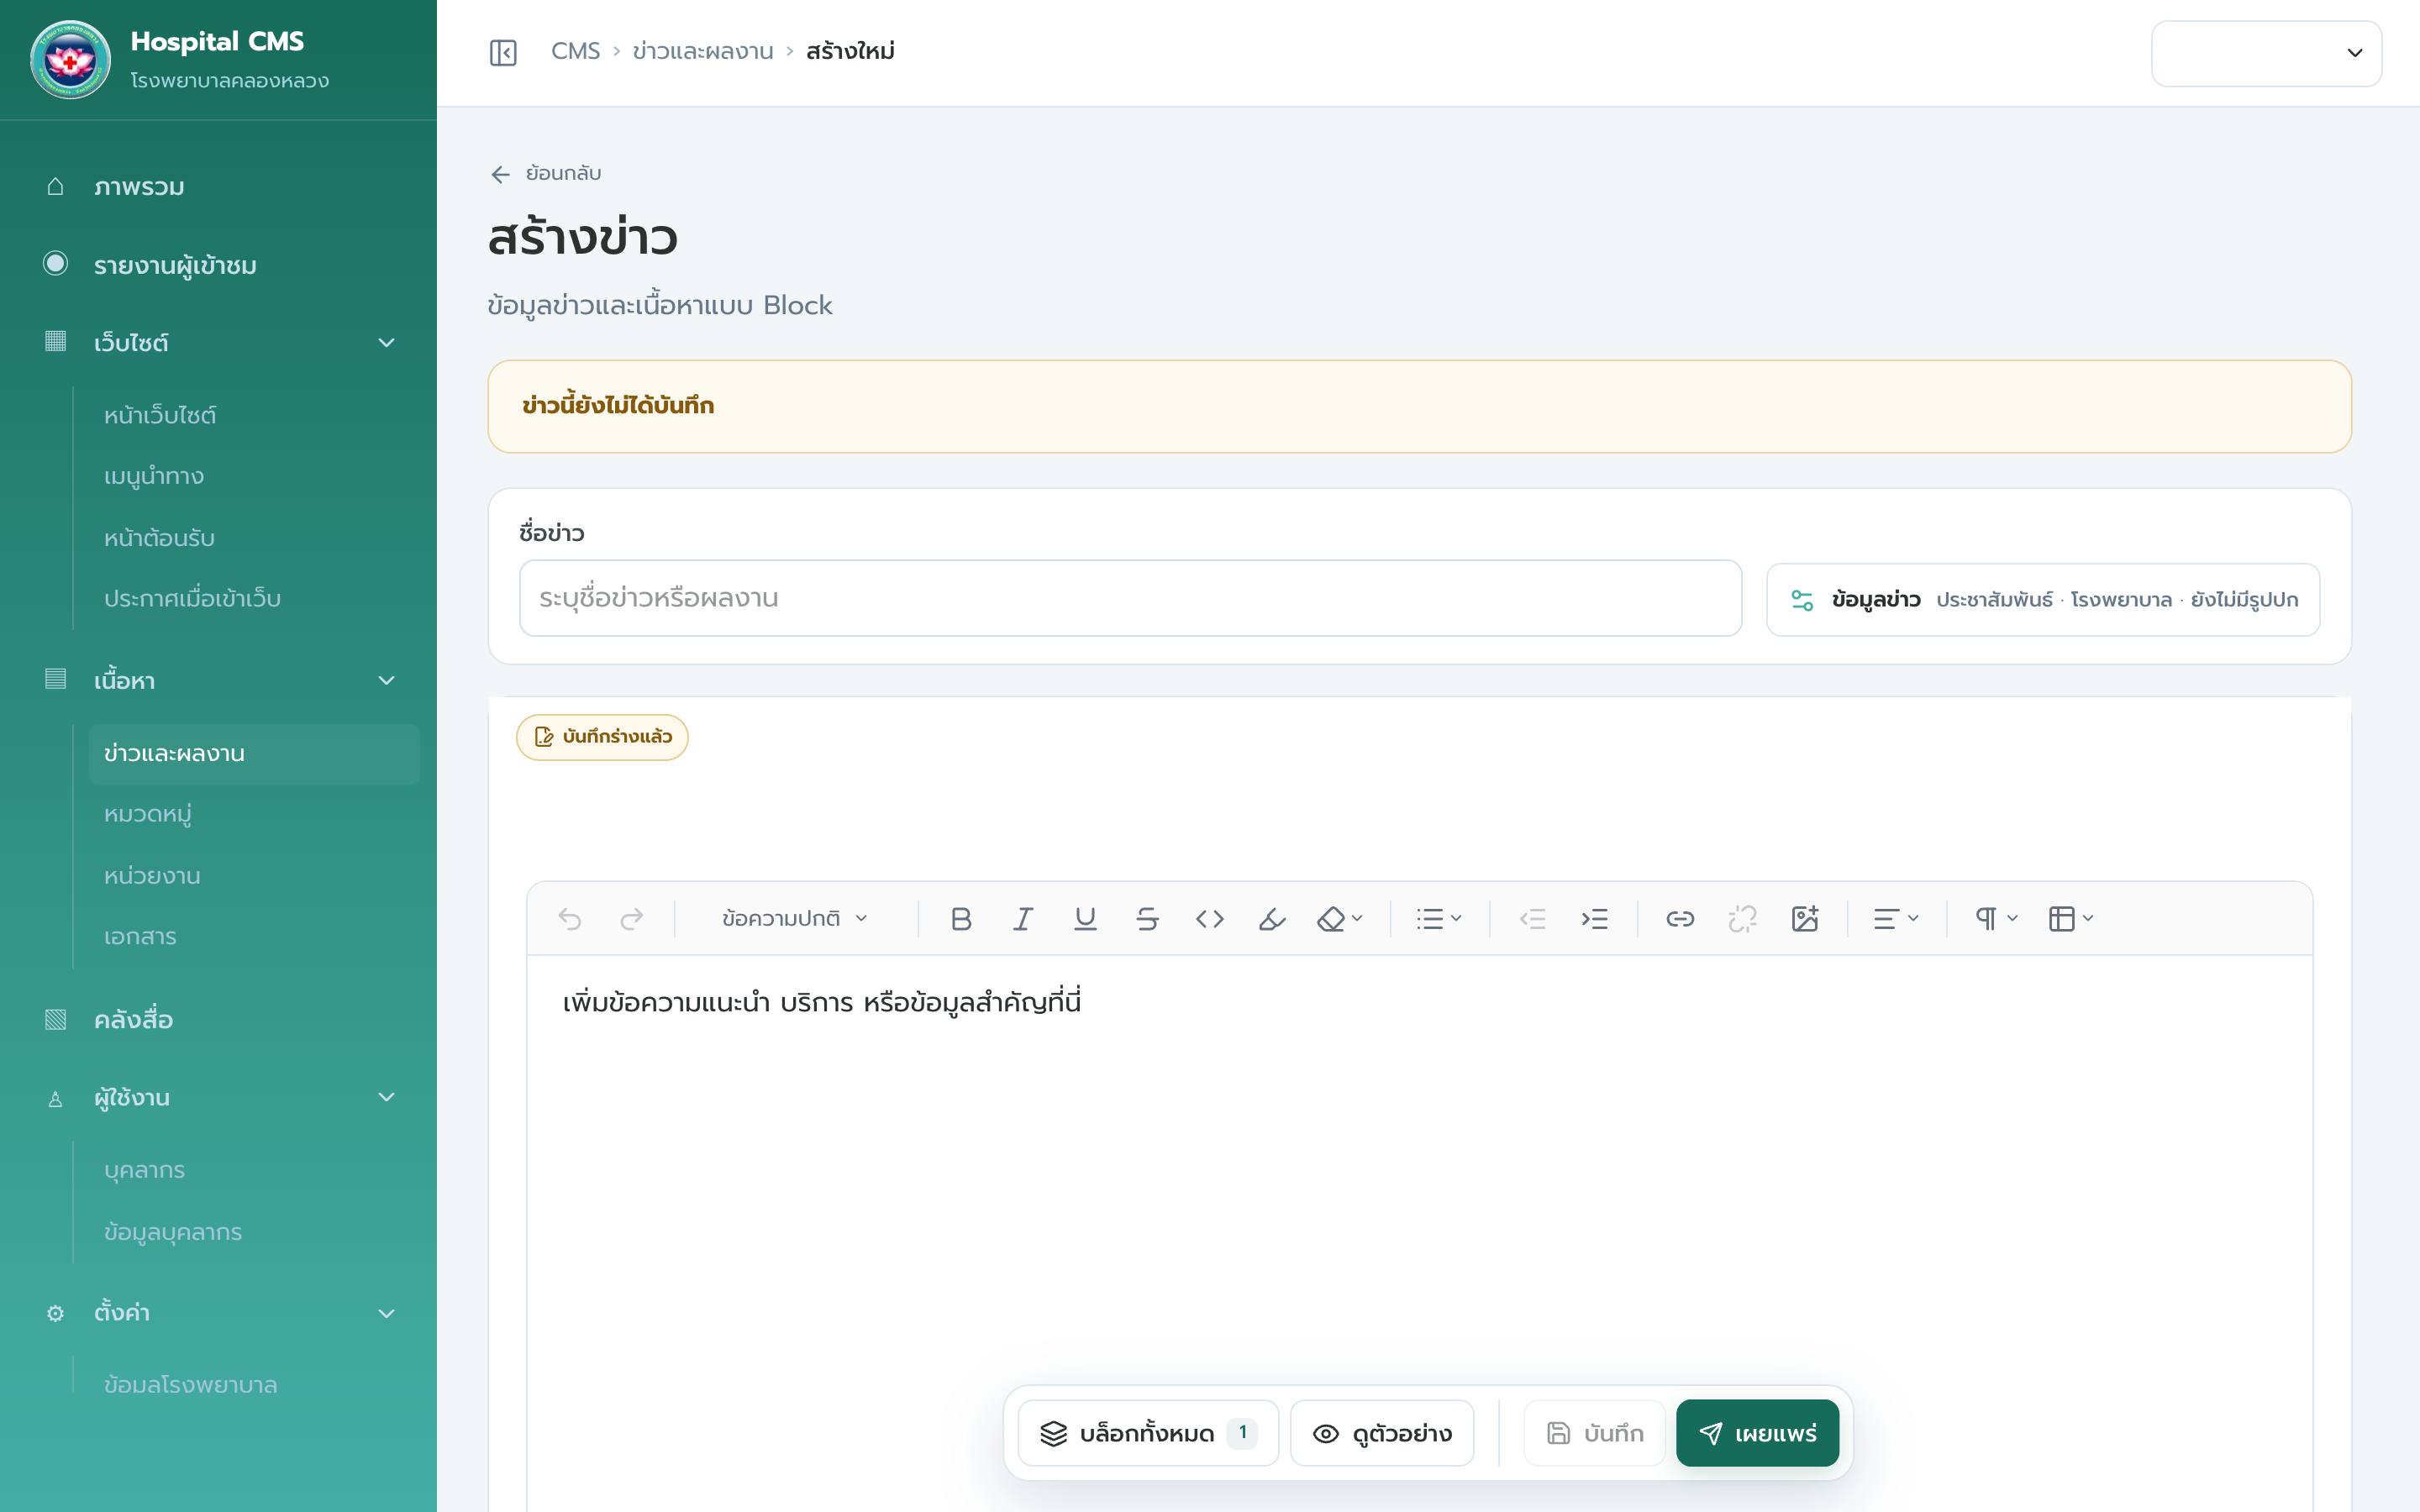 Hospital CMS
โรงพยาบาลคลองหลวง
ภาพรวม
รายงานผู้เข้าชม
เว็บไซต์
หน้าเว็บไซต์
เมนูนำทาง
หน้าต้อนรับ
ประกาศเมื่อเข้าเว็บ
เนื้อหา
ข่าวและผลงาน
หมวดหมู่
หน่วยงาน
เอกสาร
คลังสื่อ
ผู้ใช้งาน
บุคลากร
ข้อมูลบุคลากร
ตั้งค่า
ข้อมูลโรงพยาบาล
CMS › ข่าวและผลงาน › สร้างใหม่
ย้อนกลับ
สร้างข่าว
ข้อมูลข่าวและเนื้อหาแบบ Block
ข่าวนี้ยังไม่ได้บันทึก
ชื่อข่าว
ระบุชื่อข่าวหรือผลงาน
ข้อมูลข่าว ประชาสัมพันธ์ · โรงพยาบาล · ยังไม่มีรูปปก
บันทึกร่างแล้ว
ข้อความปกติ
เพิ่มข้อความแนะนำ บริการ หรือข้อมูลสำคัญที่นี่
บล็อกทั้งหมด 1
ดูตัวอย่าง
บันทึก
เผยแพร่